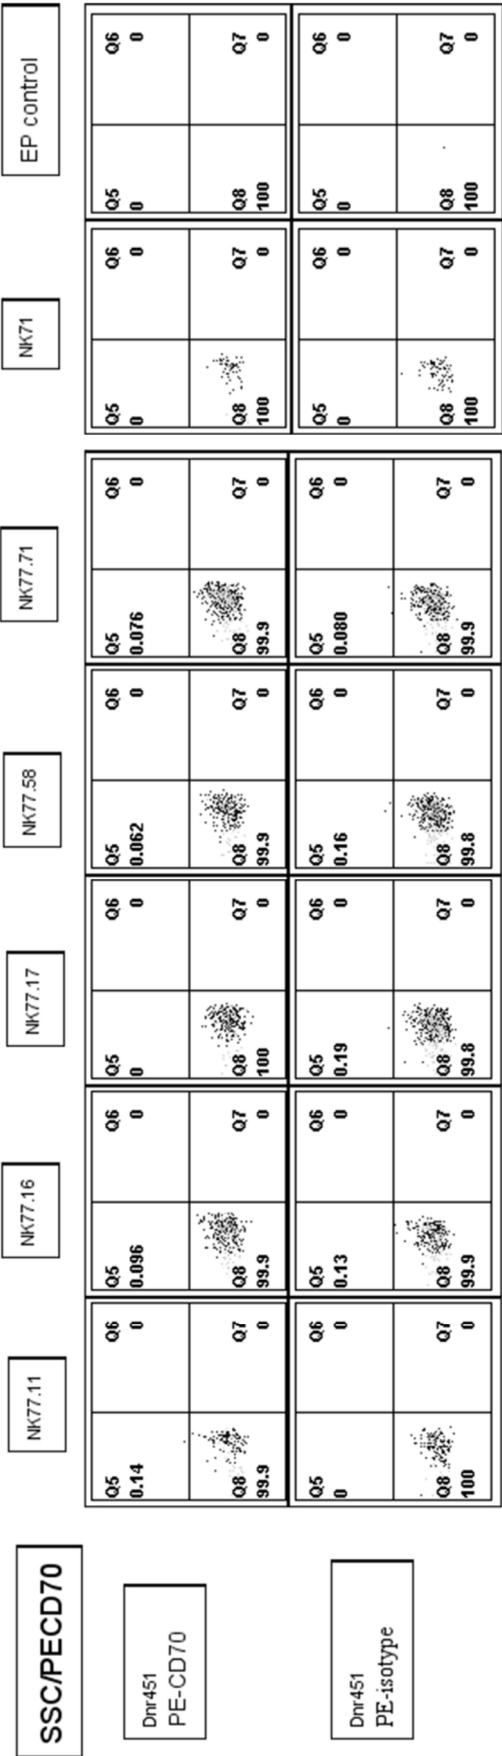 SSC/PECD70
NK77.11
NK77.16
NK77.17
NK77.58
NK77.71
NK71
EP control
Dnr451
PE-CD70
Q5
0.14
Q6
0
Q8
99.9
Q7
0
Q5
0.096
Q6
0
Q8
99.9
Q7
0
Q5
0
Q6
0
Q8
100
Q7
0
Q5
0.062
Q6
0
Q8
99.9
Q7
0
Q5
0.076
Q6
0
Q8
99.9
Q7
0
Q5
0
Q6
0
Q8
100
Q7
0
Q5
0
Q6
0
Q8
100
Q7
0
Dnr451
PE-isotype
Q5
0
Q6
0
Q8
100
Q7
0
Q5
0.13
Q6
0
Q8
99.9
Q7
0
Q5
0.19
Q6
0
Q8
99.8
Q7
0
Q5
0.16
Q6
0
Q8
99.8
Q7
0
Q5
0.080
Q6
0
Q8
99.9
Q7
0
Q5
0
Q6
0
Q8
100
Q7
0
Q5
0
Q6
0
Q8
100
Q7
0